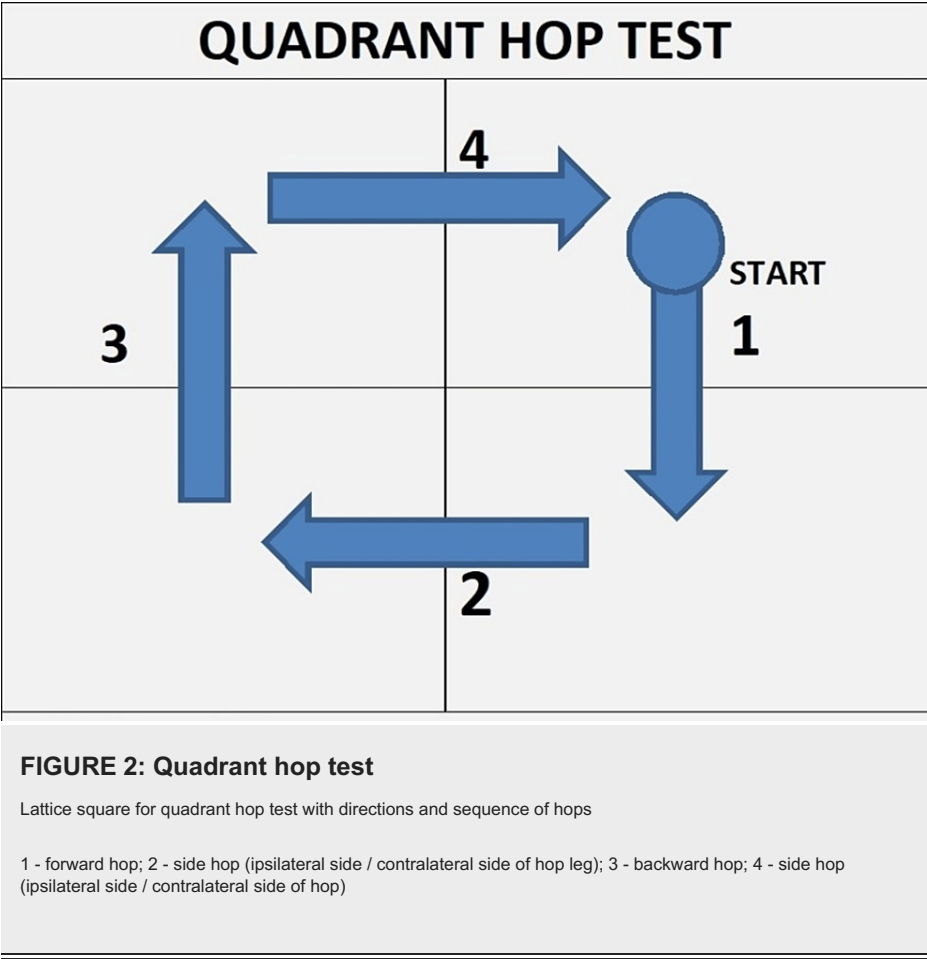 QUADRANT HOP TEST
4
START
1
3
2
FIGURE 2: Quadrant hop test
Lattice square for quadrant hop test with directions and sequence of hops
1 - forward hop; 2 - side hop (ipsilateral side / contralateral side of hop leg); 3 - backward hop; 4 - side hop
(ipsilateral side / contralateral side of hop)